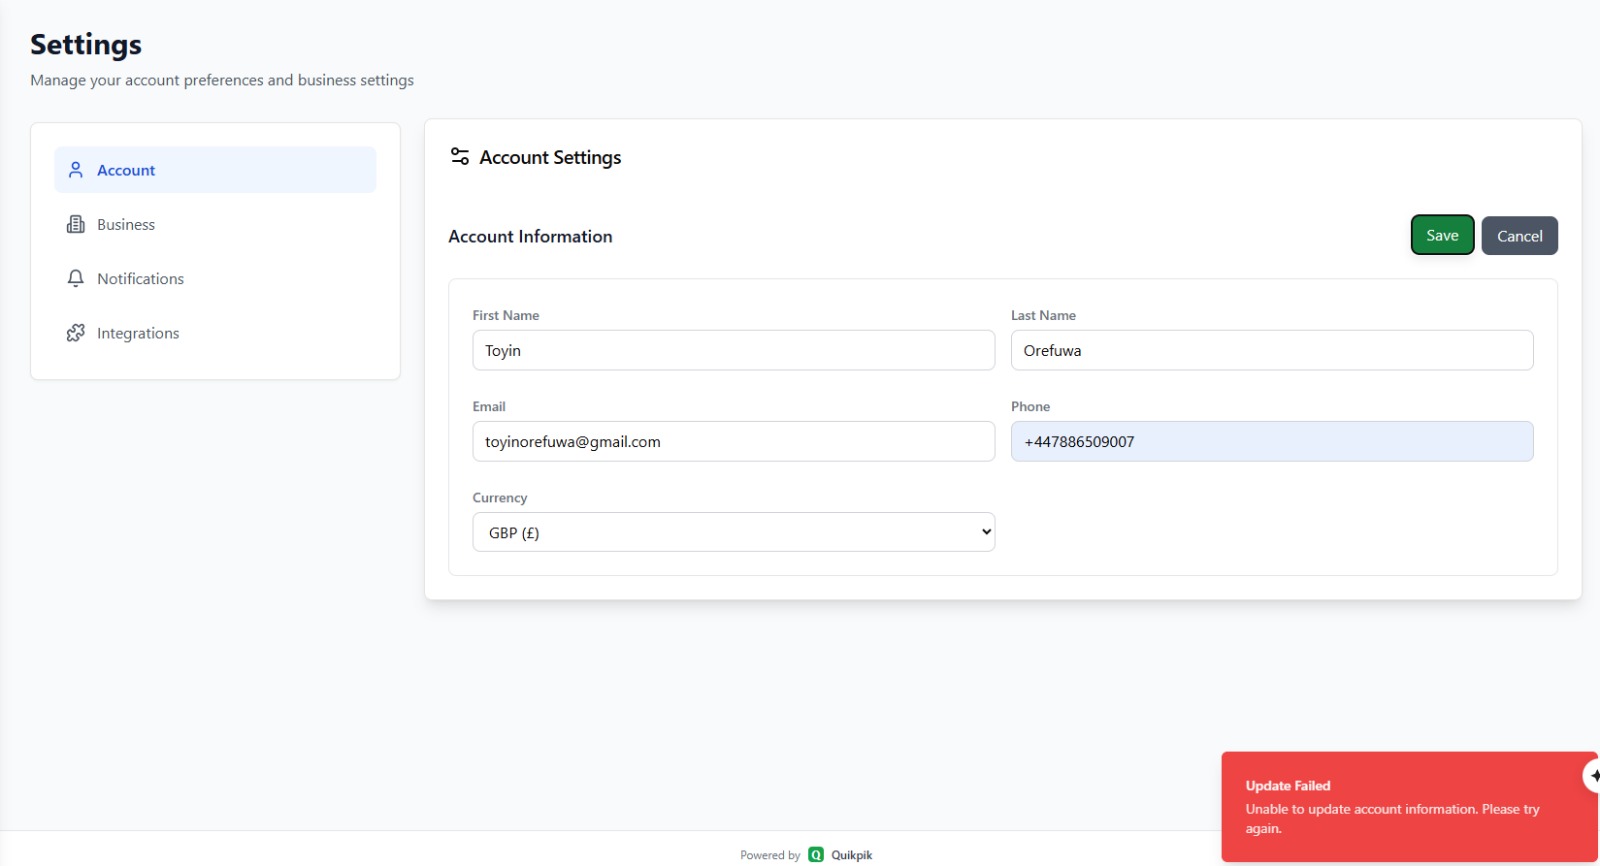 Settings
Manage your account preferences and business settings
Account
Business
Notifications
Integrations
Account Settings
Account Information
Save
Cancel
First Name
Last Name
Toyin
Orefuwa
Email
Phone
toyinorefuwa@gmail.com
+447886509007
Currency
GBP (£)
Update Failed
Unable to update account information. Please try
again.
Powered by Q Quikpik